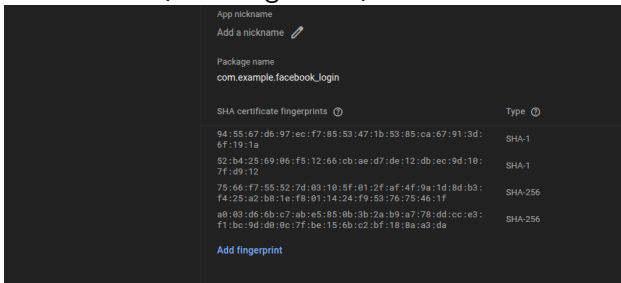 App nickname
Add a nickname
Package name
com.example.facebook_login
SHA certificate fingerprints
Type
94:55:67:d6:97:ec:f7:85:53:47:1b:53:85:ca:67:91:3d:
6f:19:1a
SHA-1
52:b4:25:69:06:f5:12:66:cb:ae:d7:de:12:db:ec:9d:10:
7f:d9:12
SHA-1
75:66:f7:55:52:7d:03:10:5f:01:2f:af:4f:9a:1d:8d:b3:
f4:25:a2:b8:1e:f8:01:14:24:f9:53:76:75:46:1f
SHA-256
a0:03:d6:6b:c7:ab:e5:85:0b:3b:2a:b9:a7:78:dd:cc:e3:
f1:bc:9d:d0:0c:7f:be:15:6b:c2:bf:18:8a:a3:da
SHA-256
Add fingerprint